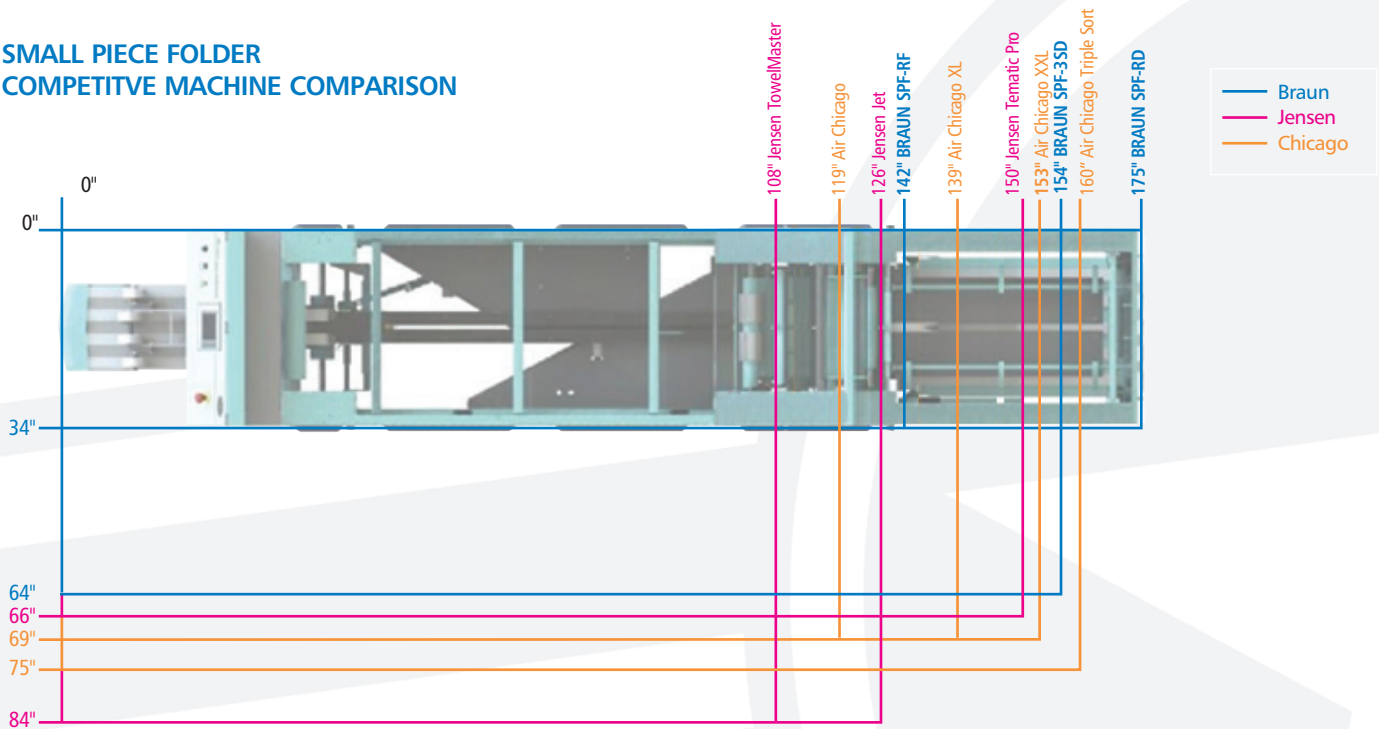 SMALL PIECE FOLDER
COMPETITVE MACHINE COMPARISON
108" Jensen TowelMaster
119" Air Chicago
126" Jensen Jet
142" BRAUN SPF-RF
139" Air Chicago XL
150" Jensen Tematic Pro
153" Air Chicago XXL
154" BRAUN SPF-3SD
160" Air Chicago Triple Sort
175" BRAUN SPF-RD
Braun
Jensen
Chicago
0"
0"
34"
64"
66"
69"
75"
84"